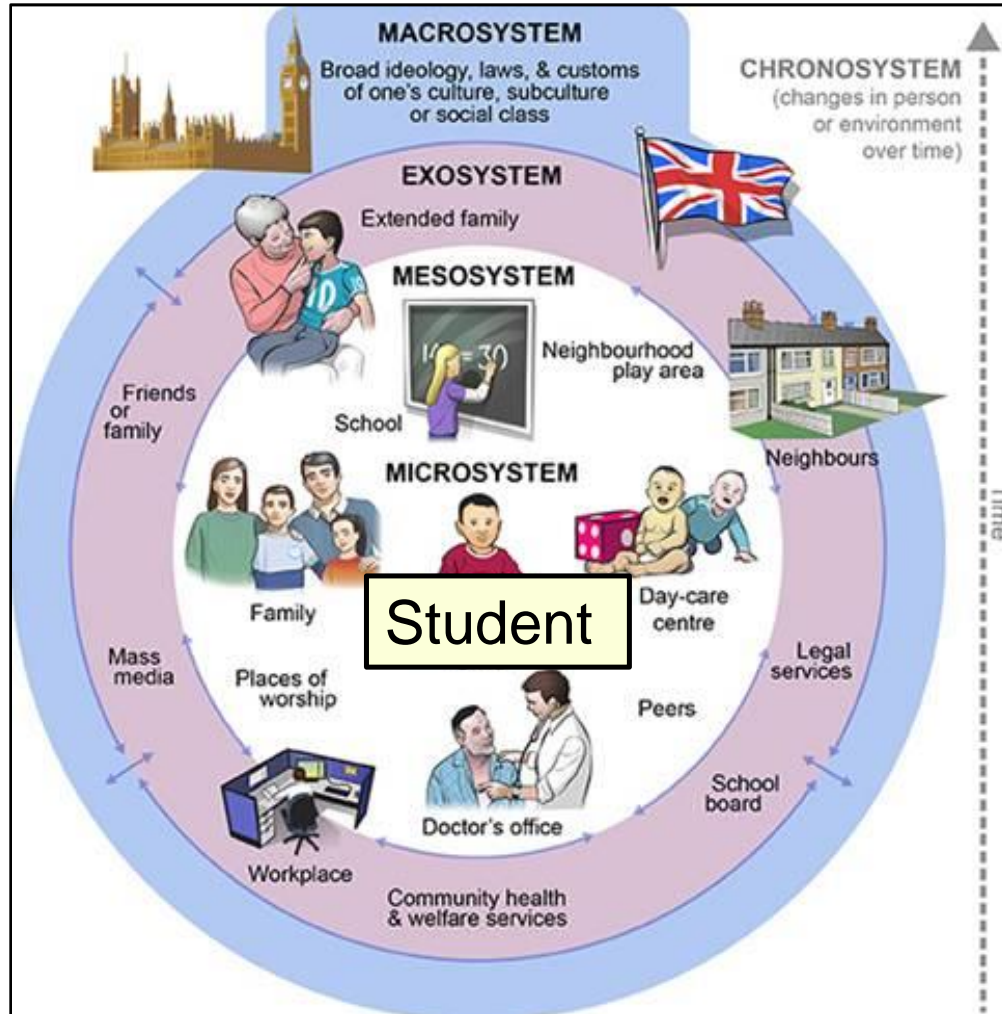 MACROSYSTEM
Broad ideology, laws, & customs
of one's culture, subculture
or social class
CHRONOSYSTEM
(changes in person
or environment
over time)
EXOSYSTEM
Extended family
MESOSYSTEM
Neighbourhood
play area
School
Friends
or
family
Neighbours
MICROSYSTEM
Time
Family
Student
Day-care
centre
Mass
media
Places of
worship
Peers
Legal
services
Doctor's office
School
board
Workplace
Community health
& welfare services